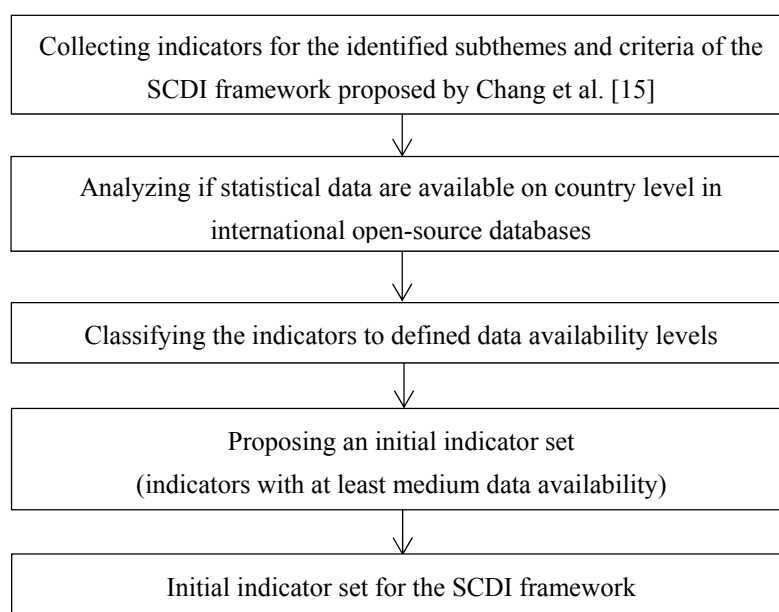 Collecting indicators for the identified subthemes and criteria of the
SCDI framework proposed by Chang et al. [15]
Analyzing if statistical data are available on country level in
international open-source databases
Classifying the indicators to defined data availability levels
Proposing an initial indicator set
(indicators with at least medium data availability)
Initial indicator set for the SCDI framework